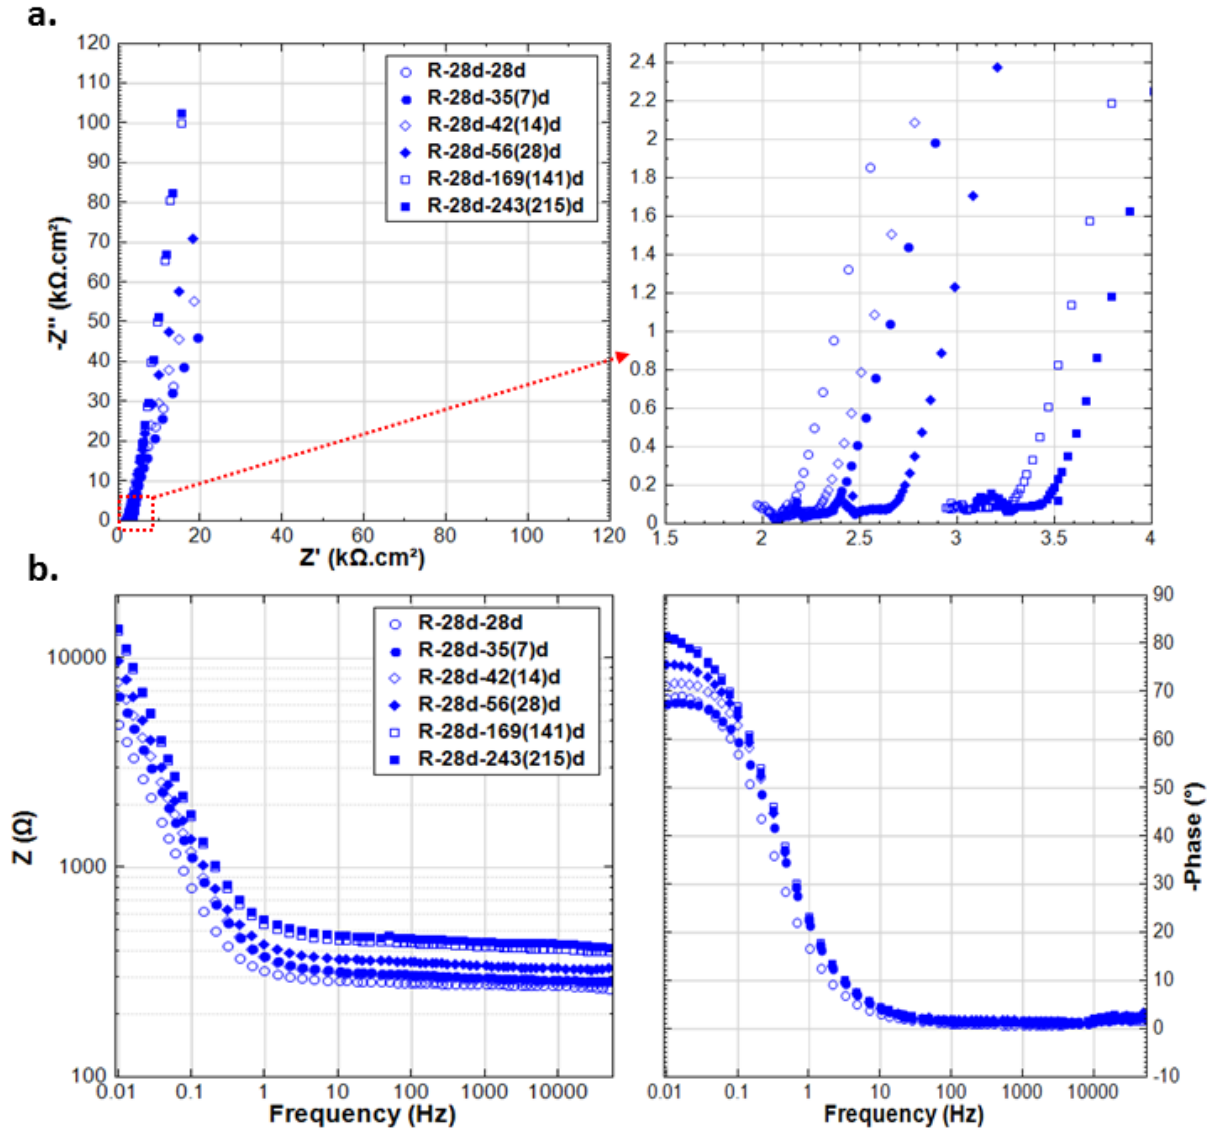 a.
120
110
100
90
80
70
60
50
40
30
20
10
0
-Z'' (kΩ.cm²)
R-28d-28d
R-28d-35(7)d
R-28d-42(14)d
R-28d-56(28)d
R-28d-169(141)d
R-28d-243(215)d
0 20 40 60 80 100 120
Z' (kΩ.cm²)
2.4
2.2
2
1.8
1.6
1.4
1.2
1
0.8
0.6
0.4
0.2
0
1.5 2 2.5 3 3.5 4
b.
10000
1000
100
Z (Ω)
R-28d-28d
R-28d-35(7)d
R-28d-42(14)d
R-28d-56(28)d
R-28d-169(141)d
R-28d-243(215)d
0.01 0.1 1 10 100 1000 10000
Frequency (Hz)
90
80
70
60
50
40
30
20
10
0
-10
-Phase (°)
0.01 0.1 1 10 100 1000 10000
Frequency (Hz)